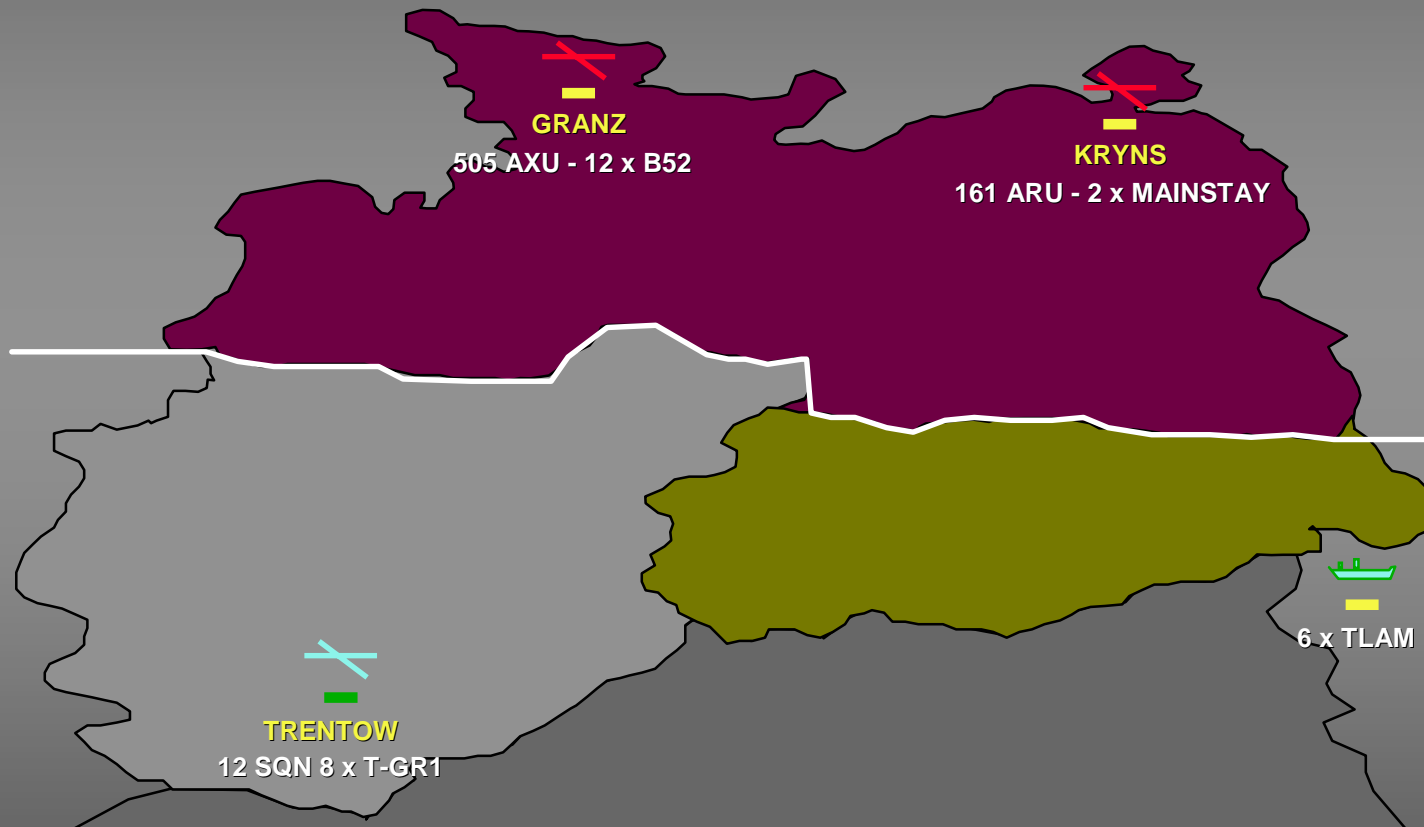 GRANZ
505 AXU - 12 x B52
KRYNS
161 ARU - 2 x MAINSTAY
6 x TLAM
TRENTOW
12 SQN 8 x T-GR1